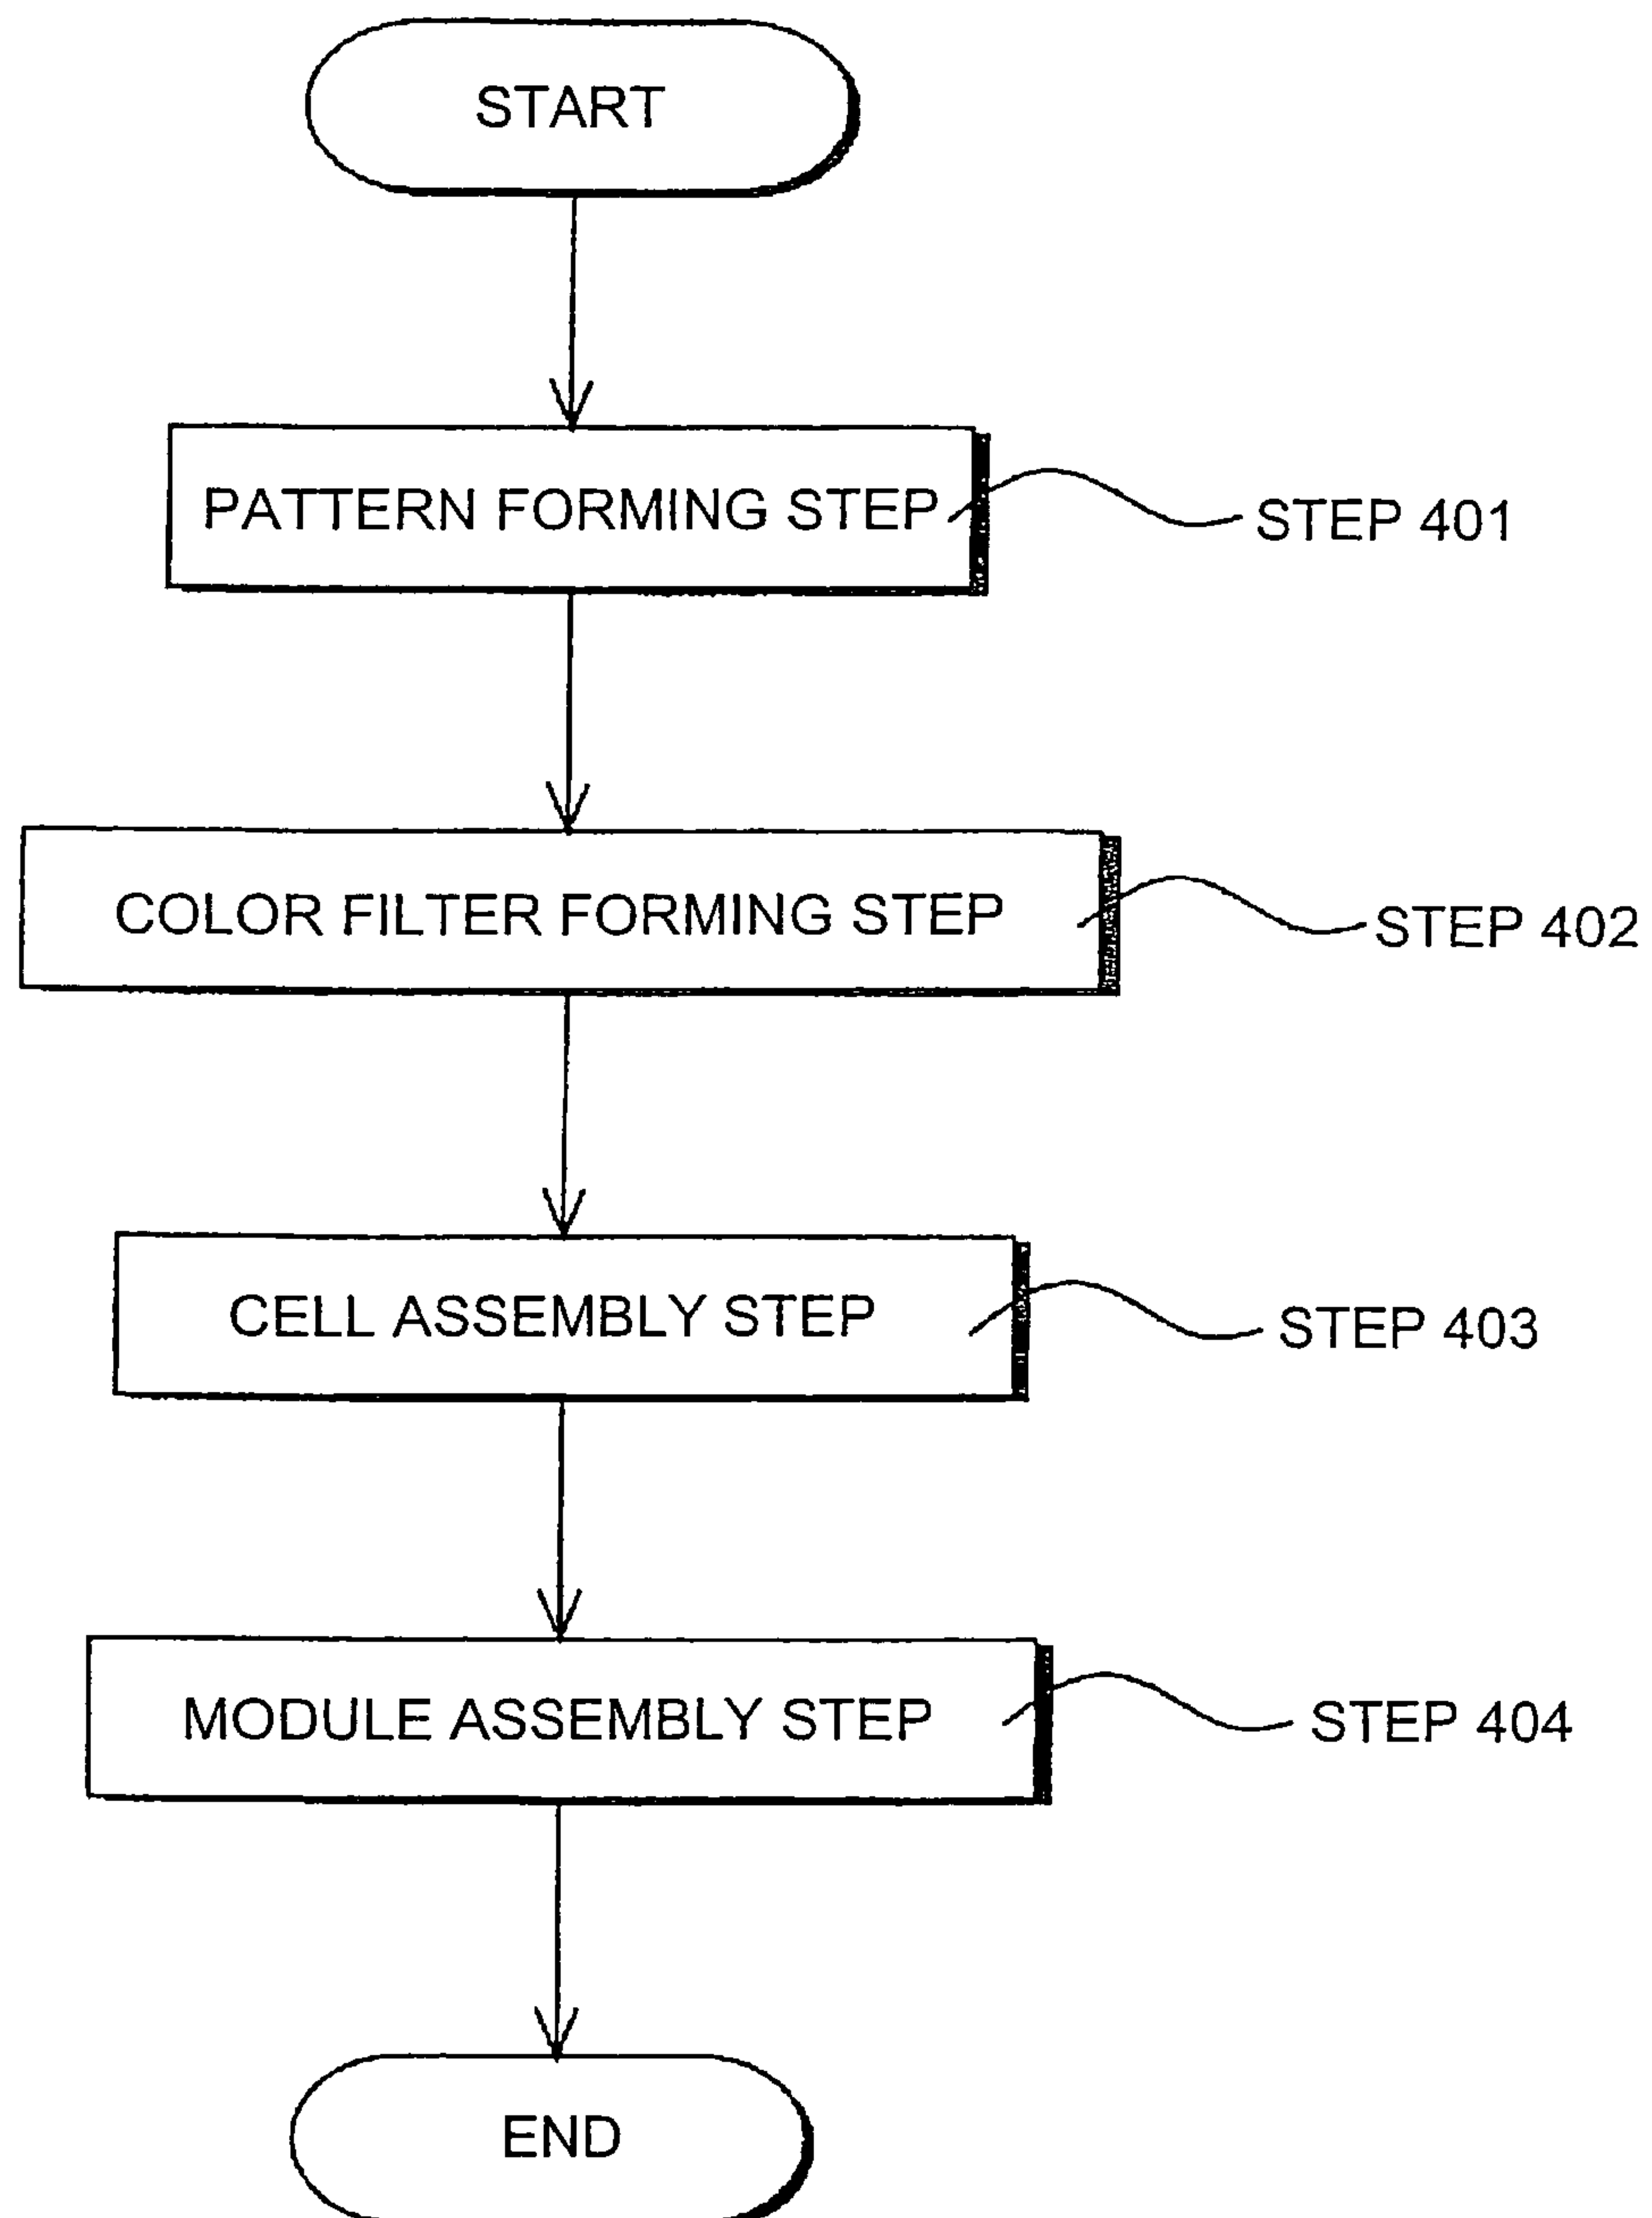 START
PATTERN FORMING STEP
STEP 401
COLOR FILTER FORMING STEP
STEP 402
CELL ASSEMBLY STEP
STEP 403
MODULE ASSEMBLY STEP
STEP 404
END